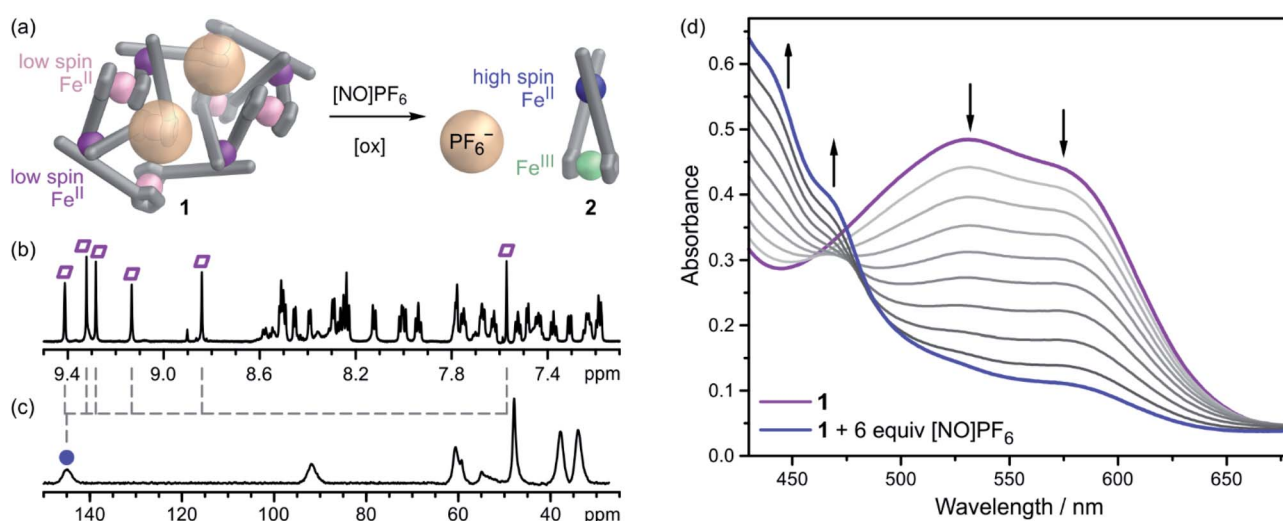 (a)
low spin
Fe^II
low spin
Fe^II
1
[NO]PF₆
[ox]
PF₆⁻
high spin
Fe^II
Fe^III
2
(b)
9.4 9.0 8.6 8.2 7.8 7.4 ppm
(c)
140 120 100 80 60 40 ppm
(d)
Absorbance
0.6
0.5
0.4
0.3
0.2
0.1
0.0
1
1 + 6 equiv [NO]PF₆
450 500 550 600 650
Wavelength / nm